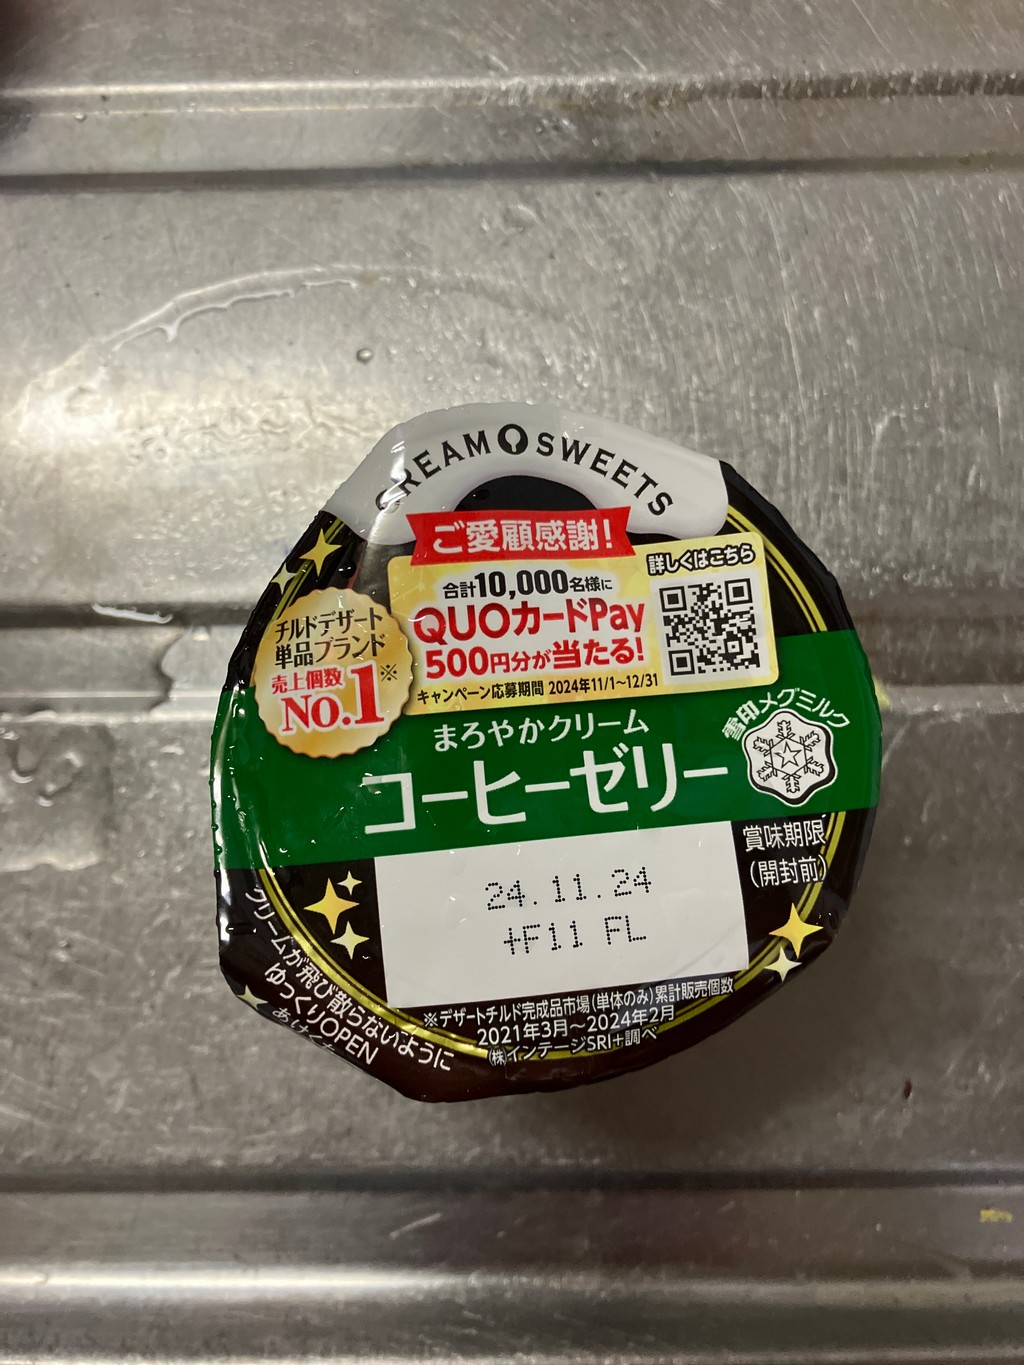 CREAM SWEETS
ご愛顧感謝!
詳しくはこちら
合計10,000名様に
QUOカードPay
500円分が当たる!
キャンペーン応募期間 2024年11/1〜12/31
チルドデザート
単品ブランド
売上個数
No.1※
まろやかクリーム
コーヒーゼリー
雪印メグミルク
賞味期限
(開封前)
24.11.24
+F11 FL
クリームが飛び散らないように
ゆっくりOPEN
※デザートチルド完成品市場(単体のみ)累計販売個数
2021年3月〜2024年2月
㈱インテージSRI+調べ